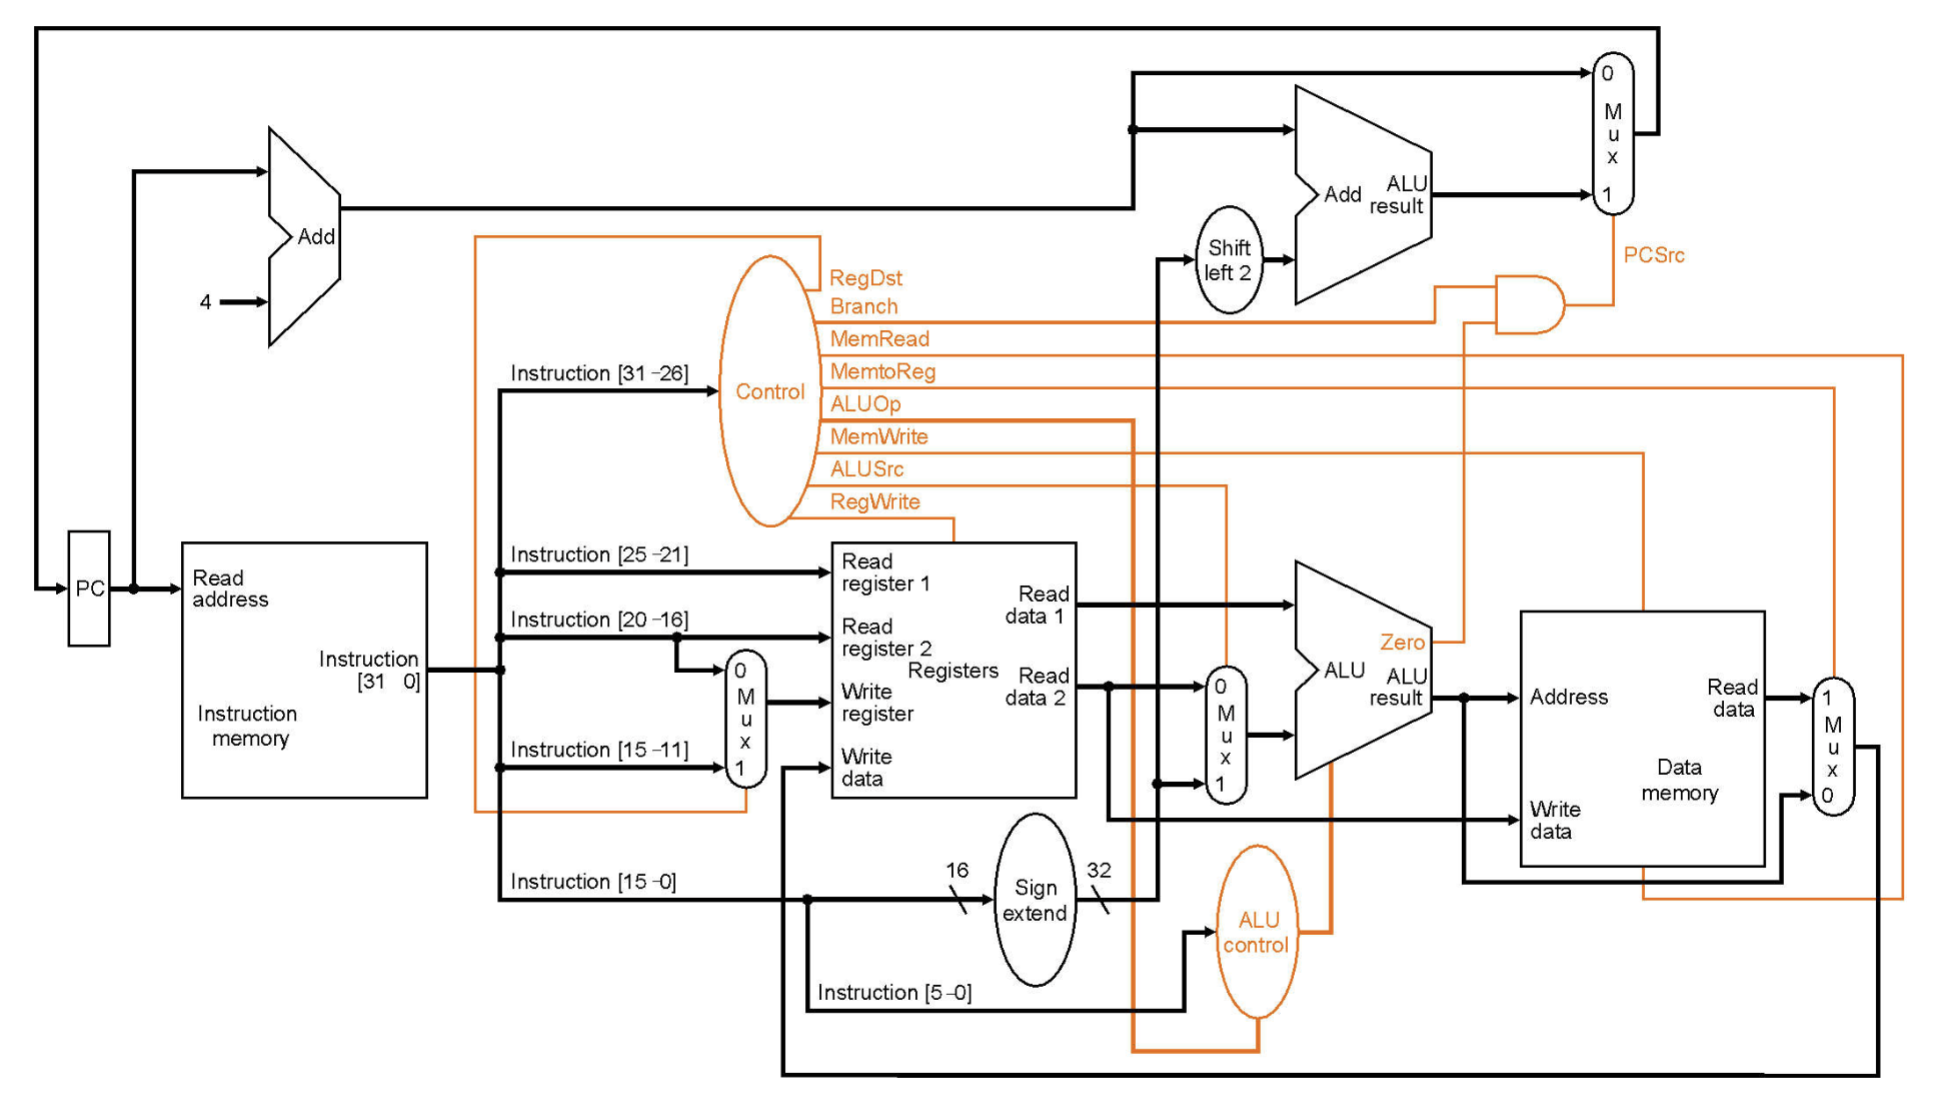 0
M
u
x
1
Add
ALU
result
Add
4
Shift
left 2
PCSrc
RegDst
Branch
MemRead
MemtoReg
ALUOp
MemWrite
ALUSrc
RegWrite
Control
Instruction [31–26]
Instruction [25–21]
Instruction [20–16]
Instruction [15–11]
Instruction [15–0]
Instruction [5–0]
PC
Read
address
Instruction
[31 0]
Instruction
memory
0
M
u
x
1
Read
register 1
Read
register 2
Write
register
Write
data
Registers
Read
data 1
Read
data 2
0
M
u
x
1
Zero
ALU
ALU
result
Address
Write
data
Read
data
Data
memory
1
M
u
x
0
16
Sign
extend
32
ALU
control